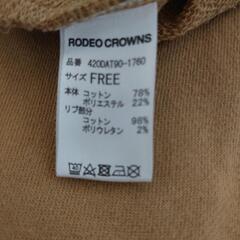 RODEO CROWNS
品番 420DAT90-1760
サイズ FREE
本体 コットン 78%
ポリエステル 22%
リブ部分
コットン 98%
ポリウレタン 2%